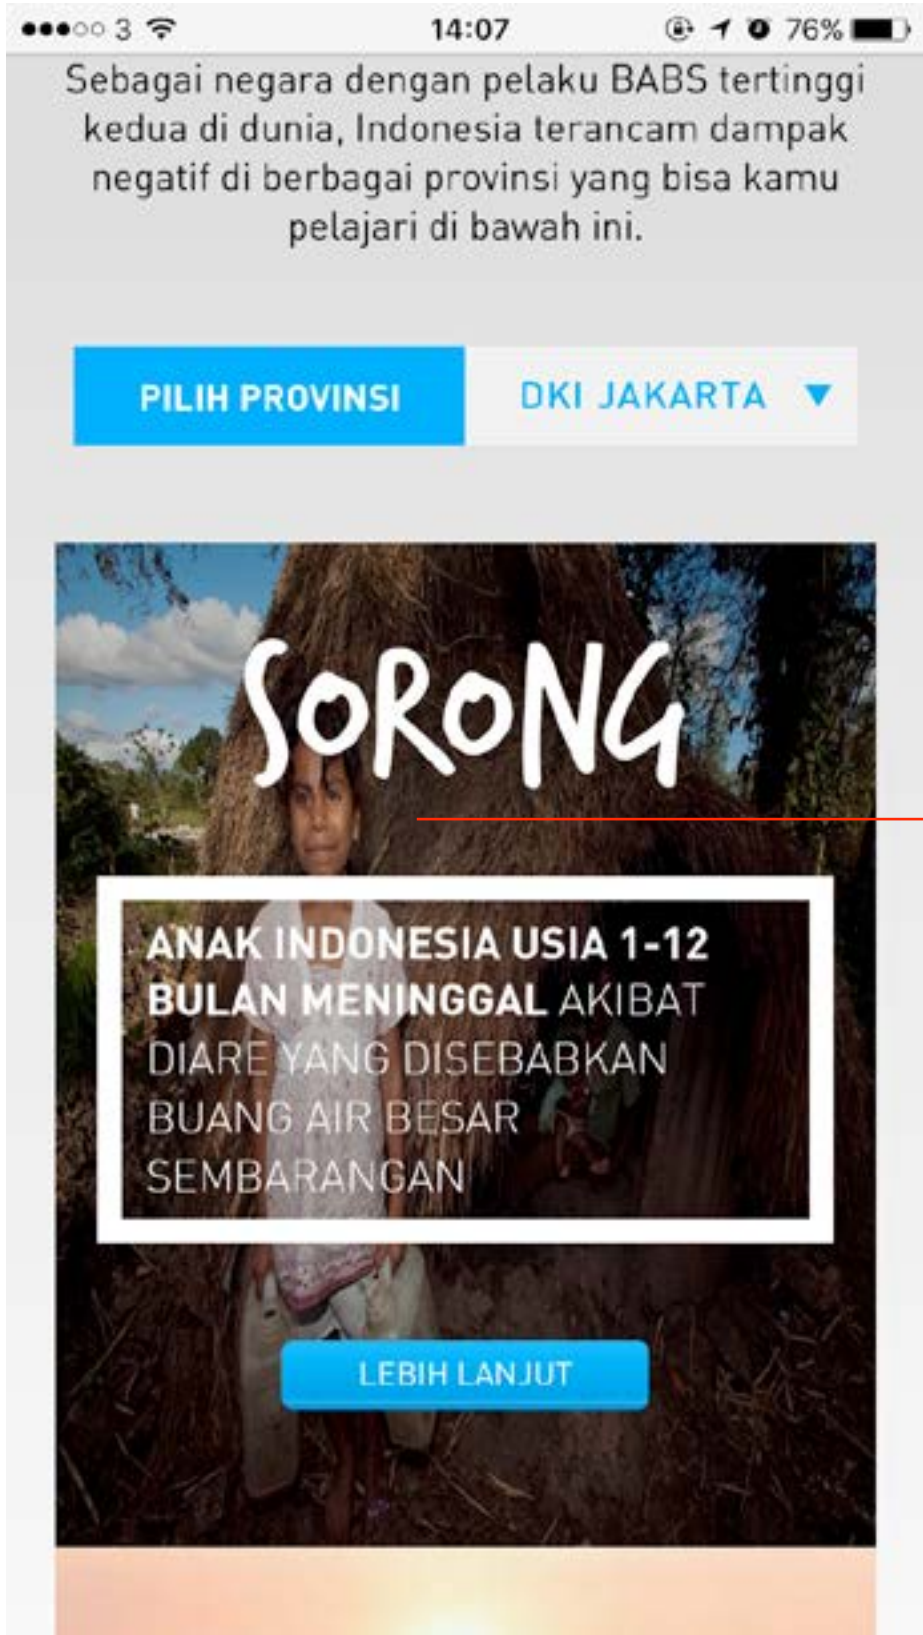 3 14:07 76%
Sebagai negara dengan pelaku BABS tertinggi
kedua di dunia, Indonesia terancam dampak
negatif di berbagai provinsi yang bisa kamu
pelajari di bawah ini.
PILIH PROVINSI DKI JAKARTA
SORONG
ANAK INDONESIA USIA 1-12
BULAN MENINGGAL AKIBAT
DIARE YANG DISEBABKAN
BUANG AIR BESAR
SEMBARANGAN
LEBIH LANJUT